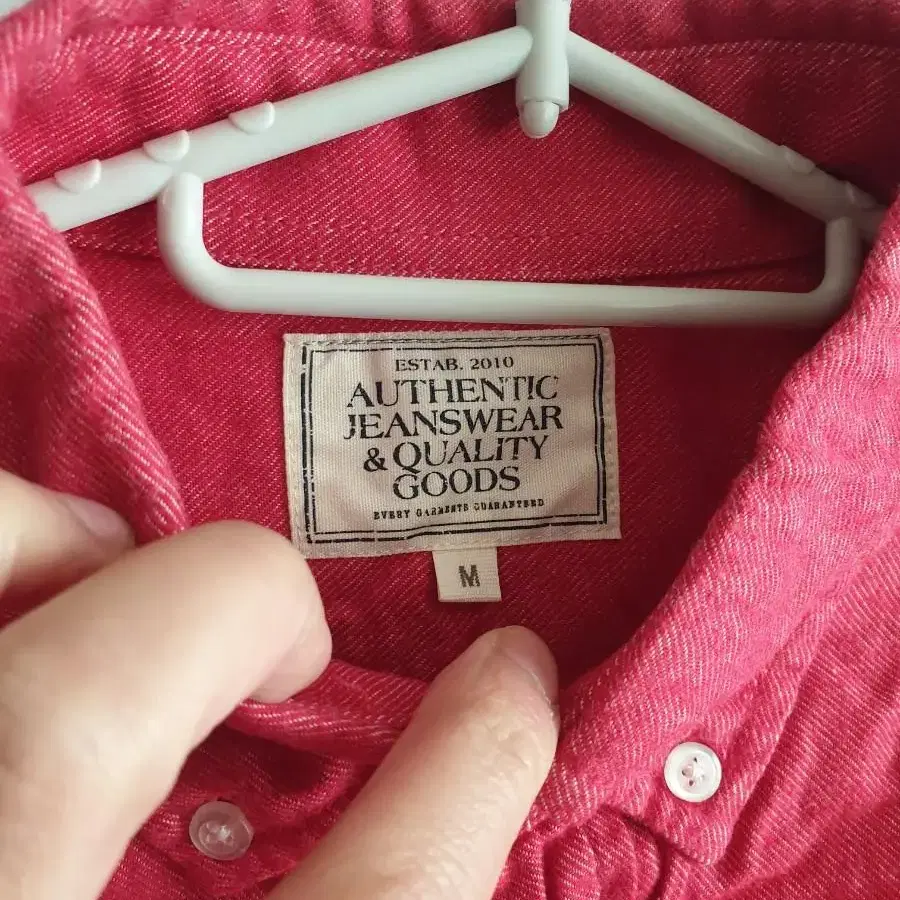 ESTAB. 2010
AUTHENTIC
JEANSWEAR
& QUALITY
GOODS
EVERY GARMENTS GUARANTEED
M